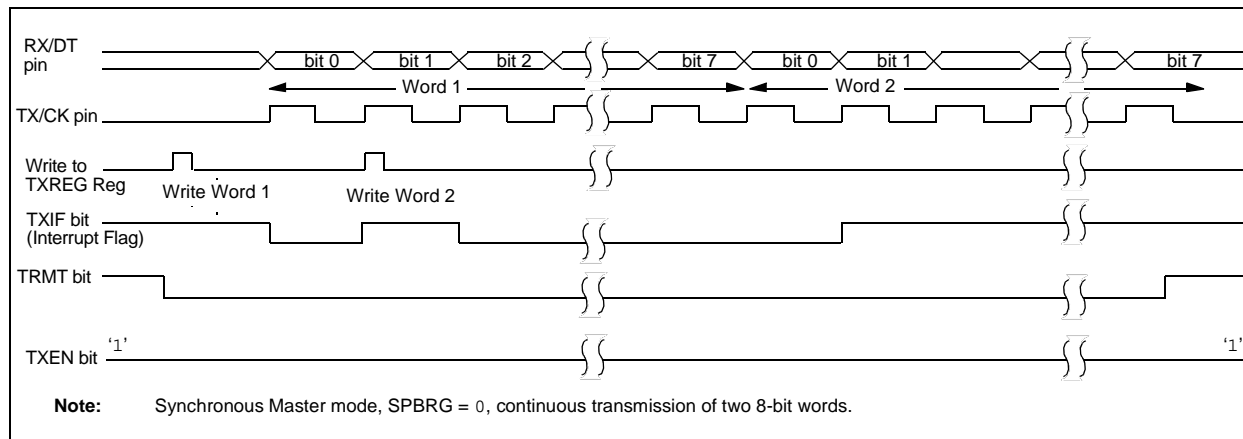 RX/DT
pin
bit 0 bit 1 bit 2 bit 7 bit 0 bit 1 bit 7
Word 1 Word 2
TX/CK pin
Write to
TXREG Reg
Write Word 1 Write Word 2
TXIF bit
(Interrupt Flag)
TRMT bit
TXEN bit
'1' '1'
Note: Synchronous Master mode, SPBRG = 0, continuous transmission of two 8-bit words.